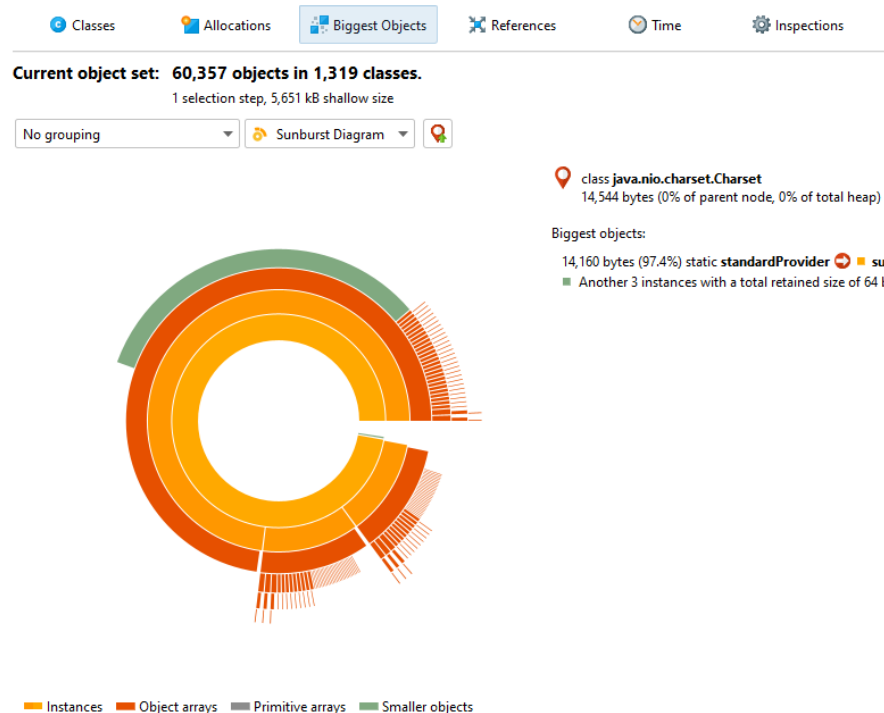 Classes Allocations Biggest Objects References Time Inspections
Current object set: 60,357 objects in 1,319 classes.
1 selection step, 5,651 kB shallow size
No grouping Sunburst Diagram
class java.nio.charset.Charset
14,544 bytes (0% of parent node, 0% of total heap)
Biggest objects:
14,160 bytes (97.4%) static standardProvider su
Another 3 instances with a total retained size of 64
Instances Object arrays Primitive arrays Smaller objects